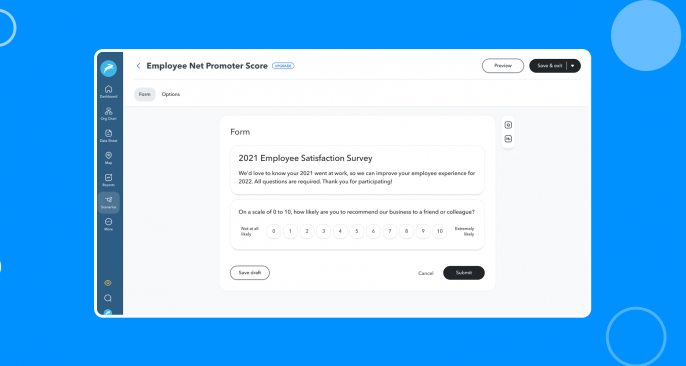 Employee Net Promoter Score UPGRADE
Preview
Save & exit
Dashboard
Org Chart
Data Sheet
Map
Reports
Scenarios
More
Form
Options
Form
2021 Employee Satisfaction Survey
We'd love to know your 2021 went at work, so we can improve your employee experience for
2022. All questions are required. Thank you for participating!
On a scale of 0 to 10, how likely are you to recommend our business to a friend or colleague?
Not at all
likely
0 1 2 3 4 5 6 7 8 9 10
Extremely
likely
Save draft
Cancel
Submit